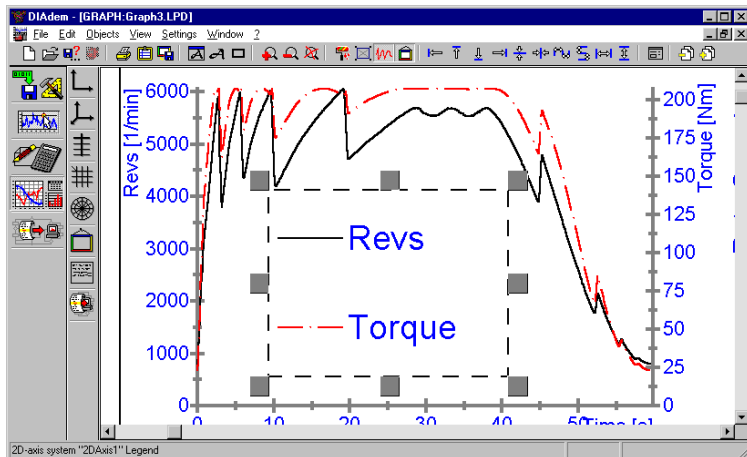 DIAdem - [GRAPH:Graph3.LPD]
File Edit Objects View Settings Window ?
Revs [1/min]
6000
5000
4000
3000
2000
1000
0
Revs
Torque
Torque [Nm]
200
175
150
125
100
75
50
25
0
0 10 20 30 40 50 Time [s]
2D-axis system "2DAxis1" Legend